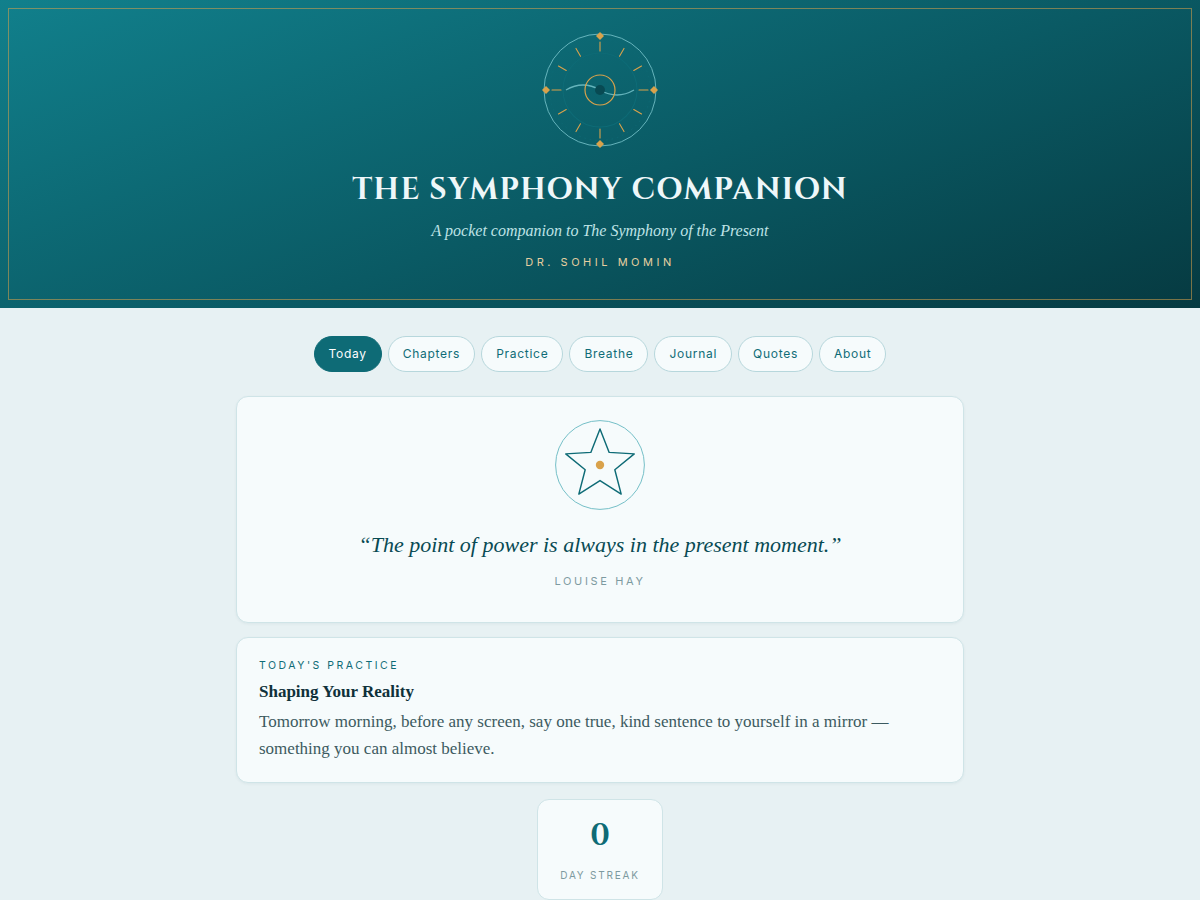 THE SYMPHONY COMPANION
A pocket companion to The Symphony of the Present
DR. SOHIL MOMIN
Today
Chapters
Practice
Breathe
Journal
Quotes
About
“The point of power is always in the present moment.”
LOUISE HAY
TODAY'S PRACTICE
Shaping Your Reality
Tomorrow morning, before any screen, say one true, kind sentence to yourself in a mirror —
something you can almost believe.
0
DAY STREAK